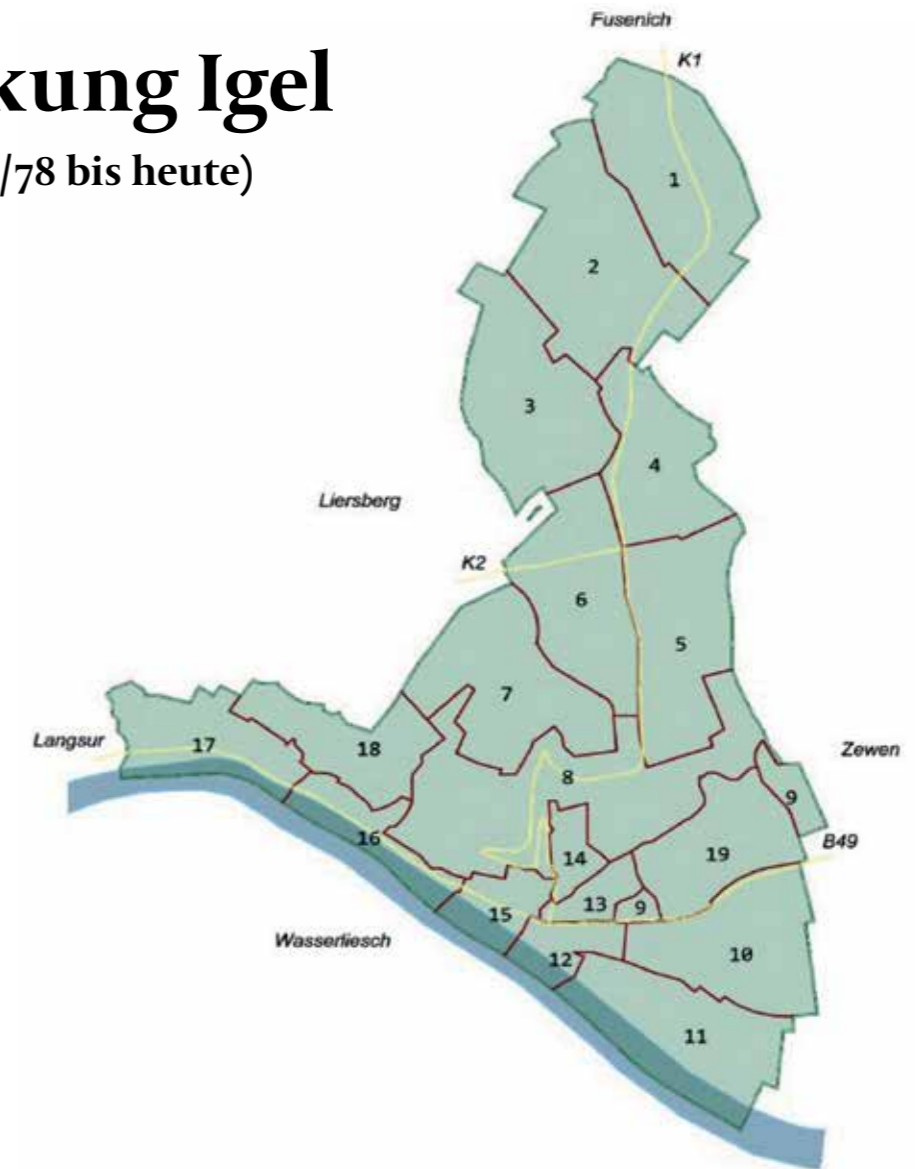 Fusenich
K1
kung Igel
/78 bis heute)
1
2
3
4
Liersberg
K2
6
5
7
Langsur
17
18
8
Zewen
9
B49
16
14
19
13
9
15
Wasserliesch
12
10
11